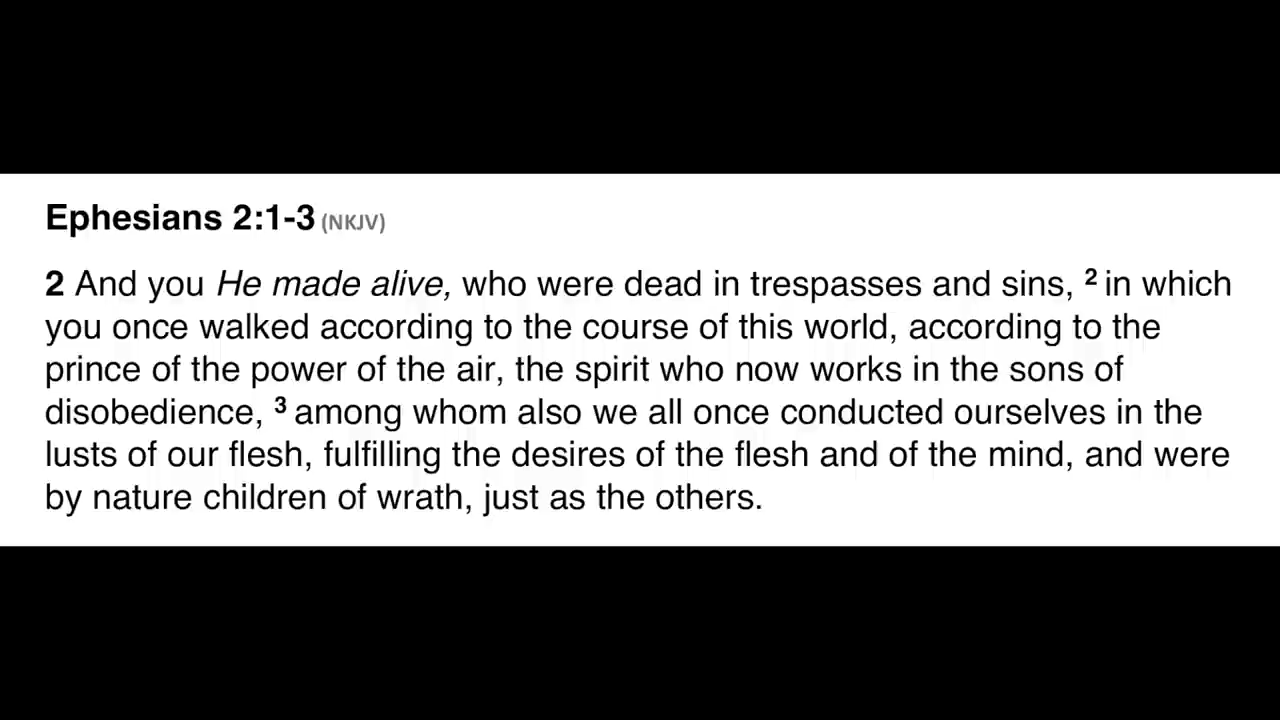 Ephesians 2:1-3 (NKJV)
2 And you He made alive, who were dead in trespasses and sins, 2 in which
you once walked according to the course of this world, according to the
prince of the power of the air, the spirit who now works in the sons of
disobedience, 3 among whom also we all once conducted ourselves in the
lusts of our flesh, fulfilling the desires of the flesh and of the mind, and were
by nature children of wrath, just as the others.